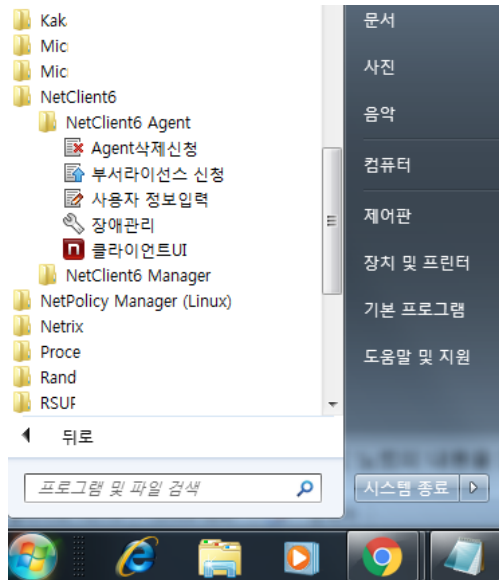 Kak
Mic
Mic
NetClient6
NetClient6 Agent
Agent삭제신청
부서라이선스 신청
사용자 정보입력
장애관리
클라이언트UI
NetClient6 Manager
NetPolicy Manager (Linux)
Netrix
Proce
Rand
RSUF
뒤로
프로그램 및 파일 검색
문서
사진
음악
컴퓨터
제어판
장치 및 프린터
기본 프로그램
도움말 및 지원
시스템 종료